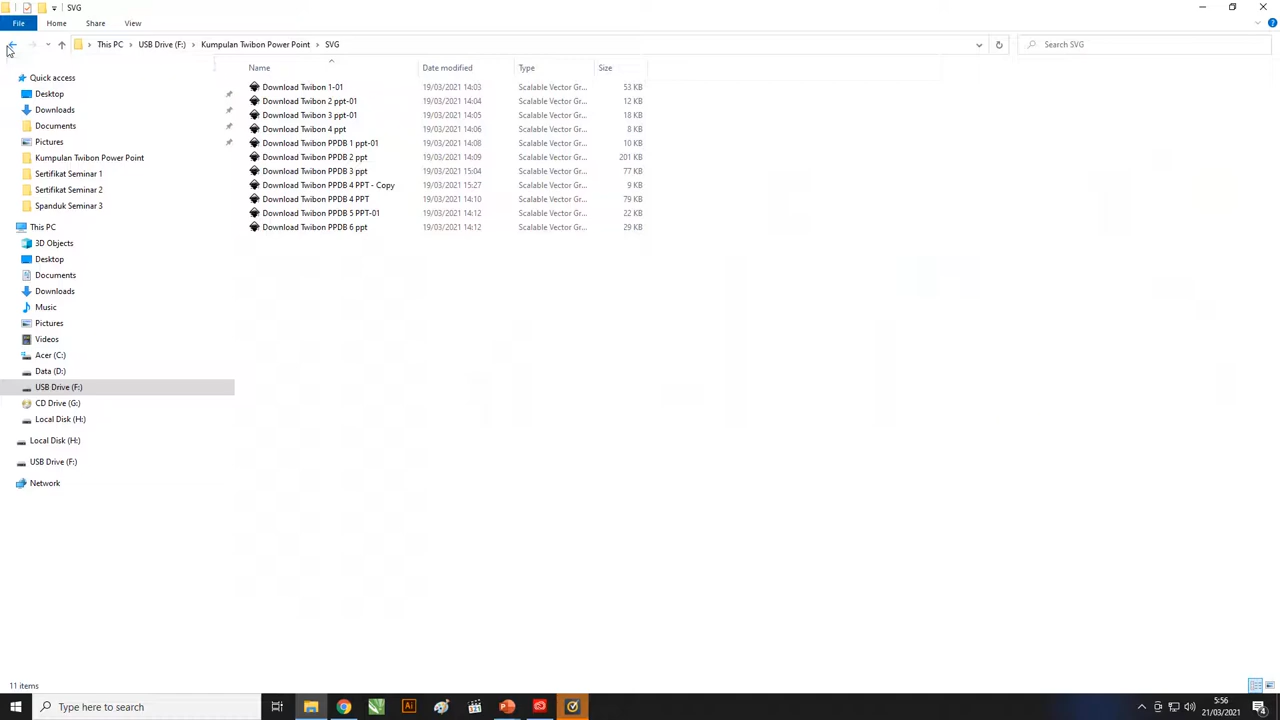 SVG
File Home Share View
This PC USB Drive (F:) Kumpulan Twibon Power Point SVG
Search SVG
Name Date modified Type Size
Quick access
Desktop
Downloads
Documents
Pictures
Kumpulan Twibon Power Point
Sertifikat Seminar 1
Sertifikat Seminar 2
Spanduk Seminar 3
This PC
3D Objects
Desktop
Documents
Downloads
Music
Pictures
Videos
Acer (C:)
Data (D:)
USB Drive (F:)
CD Drive (G:)
Local Disk (H:)
Local Disk (H:)
USB Drive (F:)
Network
Download Twibon 1-01 19/03/2021 14:03 Scalable Vector Gr... 53 KB
Download Twibon 2 ppt-01 19/03/2021 14:04 Scalable Vector Gr... 12 KB
Download Twibon 3 ppt-01 19/03/2021 14:05 Scalable Vector Gr... 18 KB
Download Twibon 4 ppt 19/03/2021 14:06 Scalable Vector Gr... 8 KB
Download Twibon PPDB 1 ppt-01 19/03/2021 14:08 Scalable Vector Gr... 10 KB
Download Twibon PPDB 2 ppt 19/03/2021 14:09 Scalable Vector Gr... 201 KB
Download Twibon PPDB 3 ppt 19/03/2021 15:04 Scalable Vector Gr... 77 KB
Download Twibon PPDB 4 PPT - Copy 19/03/2021 15:27 Scalable Vector Gr... 9 KB
Download Twibon PPDB 4 PPT 19/03/2021 14:10 Scalable Vector Gr... 79 KB
Download Twibon PPDB 5 PPT-01 19/03/2021 14:12 Scalable Vector Gr... 22 KB
Download Twibon PPDB 6 ppt 19/03/2021 14:12 Scalable Vector Gr... 29 KB
11 items
Type here to search
Ai
5:56
21/03/2021
4